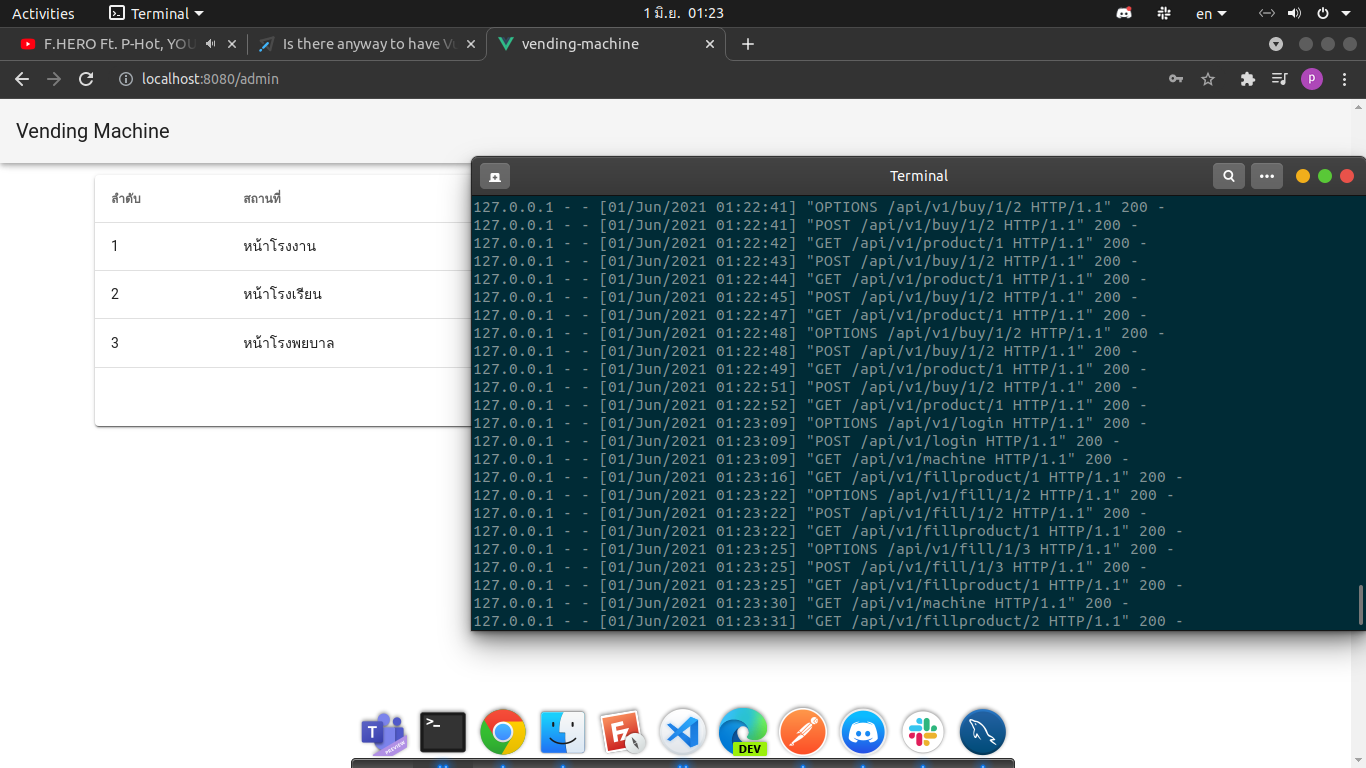 Activities Terminal 1 มิ.ย. 01:23 en
F.HERO Ft. P-Hot, YOU Is there anyway to have Vu vending-machine
localhost:8080/admin p
Vending Machine
ลำดับ สถานที่
1 หน้าโรงงาน
2 หน้าโรงเรียน
3 หน้าโรงพยบาล
Terminal
127.0.0.1 - - [01/Jun/2021 01:22:41] "OPTIONS /api/v1/buy/1/2 HTTP/1.1" 200 -
127.0.0.1 - - [01/Jun/2021 01:22:41] "POST /api/v1/buy/1/2 HTTP/1.1" 200 -
127.0.0.1 - - [01/Jun/2021 01:22:42] "GET /api/v1/product/1 HTTP/1.1" 200 -
127.0.0.1 - - [01/Jun/2021 01:22:43] "POST /api/v1/buy/1/2 HTTP/1.1" 200 -
127.0.0.1 - - [01/Jun/2021 01:22:44] "GET /api/v1/product/1 HTTP/1.1" 200 -
127.0.0.1 - - [01/Jun/2021 01:22:45] "POST /api/v1/buy/1/2 HTTP/1.1" 200 -
127.0.0.1 - - [01/Jun/2021 01:22:47] "GET /api/v1/product/1 HTTP/1.1" 200 -
127.0.0.1 - - [01/Jun/2021 01:22:48] "OPTIONS /api/v1/buy/1/2 HTTP/1.1" 200 -
127.0.0.1 - - [01/Jun/2021 01:22:48] "POST /api/v1/buy/1/2 HTTP/1.1" 200 -
127.0.0.1 - - [01/Jun/2021 01:22:49] "GET /api/v1/product/1 HTTP/1.1" 200 -
127.0.0.1 - - [01/Jun/2021 01:22:51] "POST /api/v1/buy/1/2 HTTP/1.1" 200 -
127.0.0.1 - - [01/Jun/2021 01:22:52] "GET /api/v1/product/1 HTTP/1.1" 200 -
127.0.0.1 - - [01/Jun/2021 01:23:09] "OPTIONS /api/v1/login HTTP/1.1" 200 -
127.0.0.1 - - [01/Jun/2021 01:23:09] "POST /api/v1/login HTTP/1.1" 200 -
127.0.0.1 - - [01/Jun/2021 01:23:09] "GET /api/v1/machine HTTP/1.1" 200 -
127.0.0.1 - - [01/Jun/2021 01:23:16] "GET /api/v1/fillproduct/1 HTTP/1.1" 200 -
127.0.0.1 - - [01/Jun/2021 01:23:22] "OPTIONS /api/v1/fill/1/2 HTTP/1.1" 200 -
127.0.0.1 - - [01/Jun/2021 01:23:22] "POST /api/v1/fill/1/2 HTTP/1.1" 200 -
127.0.0.1 - - [01/Jun/2021 01:23:22] "GET /api/v1/fillproduct/1 HTTP/1.1" 200 -
127.0.0.1 - - [01/Jun/2021 01:23:25] "OPTIONS /api/v1/fill/1/3 HTTP/1.1" 200 -
127.0.0.1 - - [01/Jun/2021 01:23:25] "POST /api/v1/fill/1/3 HTTP/1.1" 200 -
127.0.0.1 - - [01/Jun/2021 01:23:25] "GET /api/v1/fillproduct/1 HTTP/1.1" 200 -
127.0.0.1 - - [01/Jun/2021 01:23:30] "GET /api/v1/machine HTTP/1.1" 200 -
127.0.0.1 - - [01/Jun/2021 01:23:31] "GET /api/v1/fillproduct/2 HTTP/1.1" 200 -
T PREVIEW >_ DEV